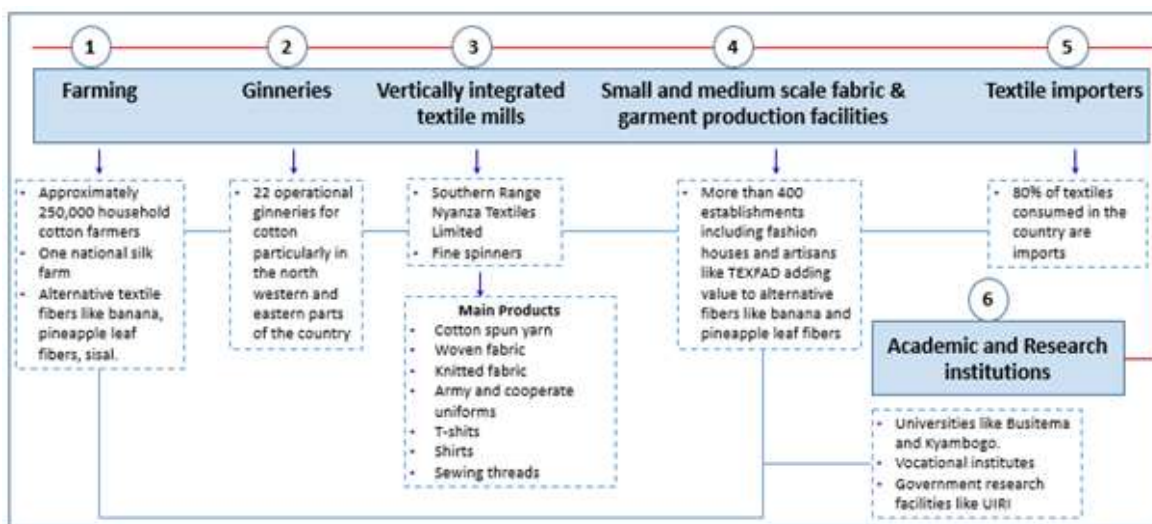 1
Farming
2
Ginneries
3
Vertically integrated
textile mills
4
Small and medium scale fabric &
garment production facilities
5
Textile importers
• Approximately
250,000 household
cotton farmers
• One national silk
farm
• Alternative textile
fibers like banana,
pineapple leaf
fibers, sisal.
• 22 operational
ginneries for
cotton
particularly in
the north
western and
eastern parts
of the country
• Southern Range
Nyanza Textiles
Limited
• Fine spinners
Main Products
• Cotton spun yarn
• Woven fabric
• Knitted fabric
• Army and cooperate
uniforms
• T-shits
• Shirts
• Sewing threads
• More than 400
establishments
including fashion
houses and artisans
like TEXFAD adding
value to alternative
fibers like banana and
pineapple leaf fibers
• 80% of textiles
consumed in the
country are
imports
6
Academic and Research
institutions
• Universities like Busitema
and Kyambogo.
• Vocational institutes
• Government research
facilities like UIRI